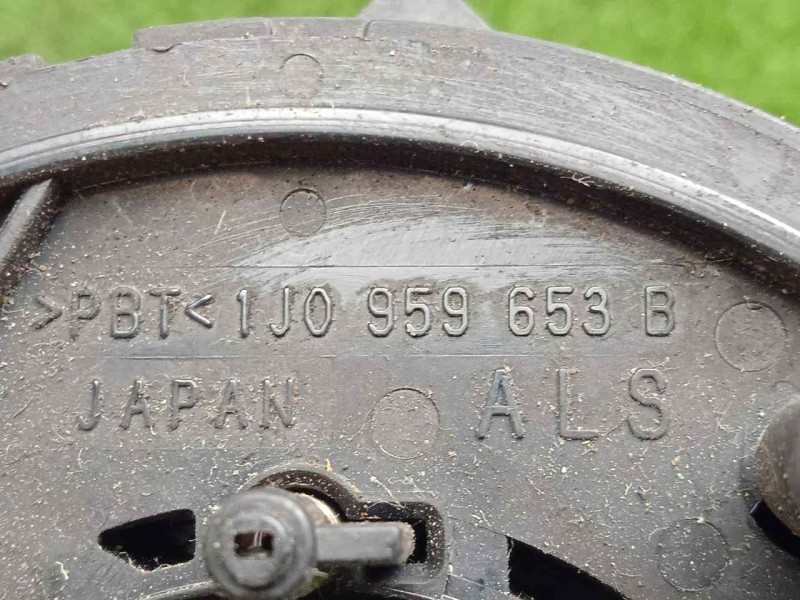 >PBT< 1J0 959 653 B
JAPAN ALS